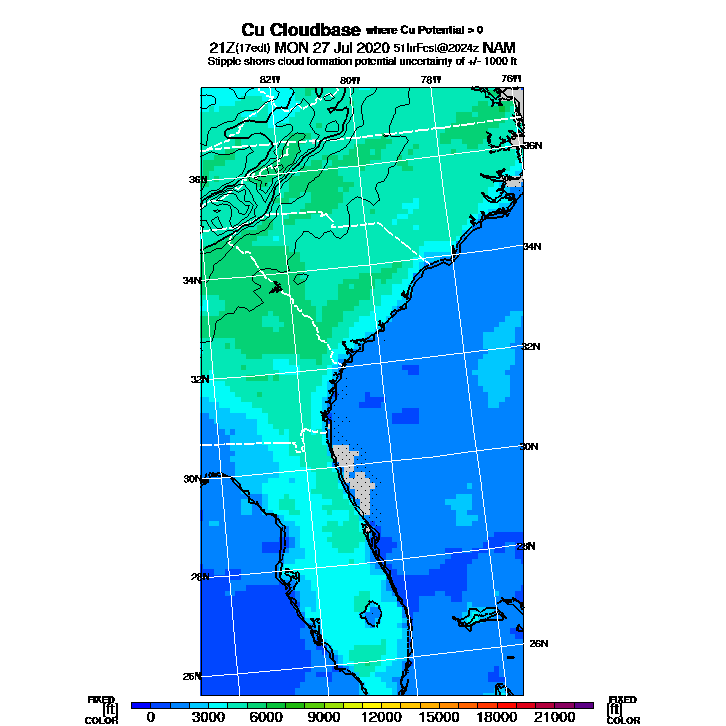 Cu Cloudbase where Cu Potential > 0
21Z(17edt) MON 27 Jul 2020 51hrFcst@2024z NAM
Stipple shows cloud formation potential uncertainty of +/- 1000 ft
82W 80W 78W 76W
36N
36N
34N
34N
32N
32N
30N
30N
28N
28N
26N
26N
FIXED FIXED
[ft] [ft]
COLOR COLOR
0 3000 6000 9000 12000 15000 18000 21000